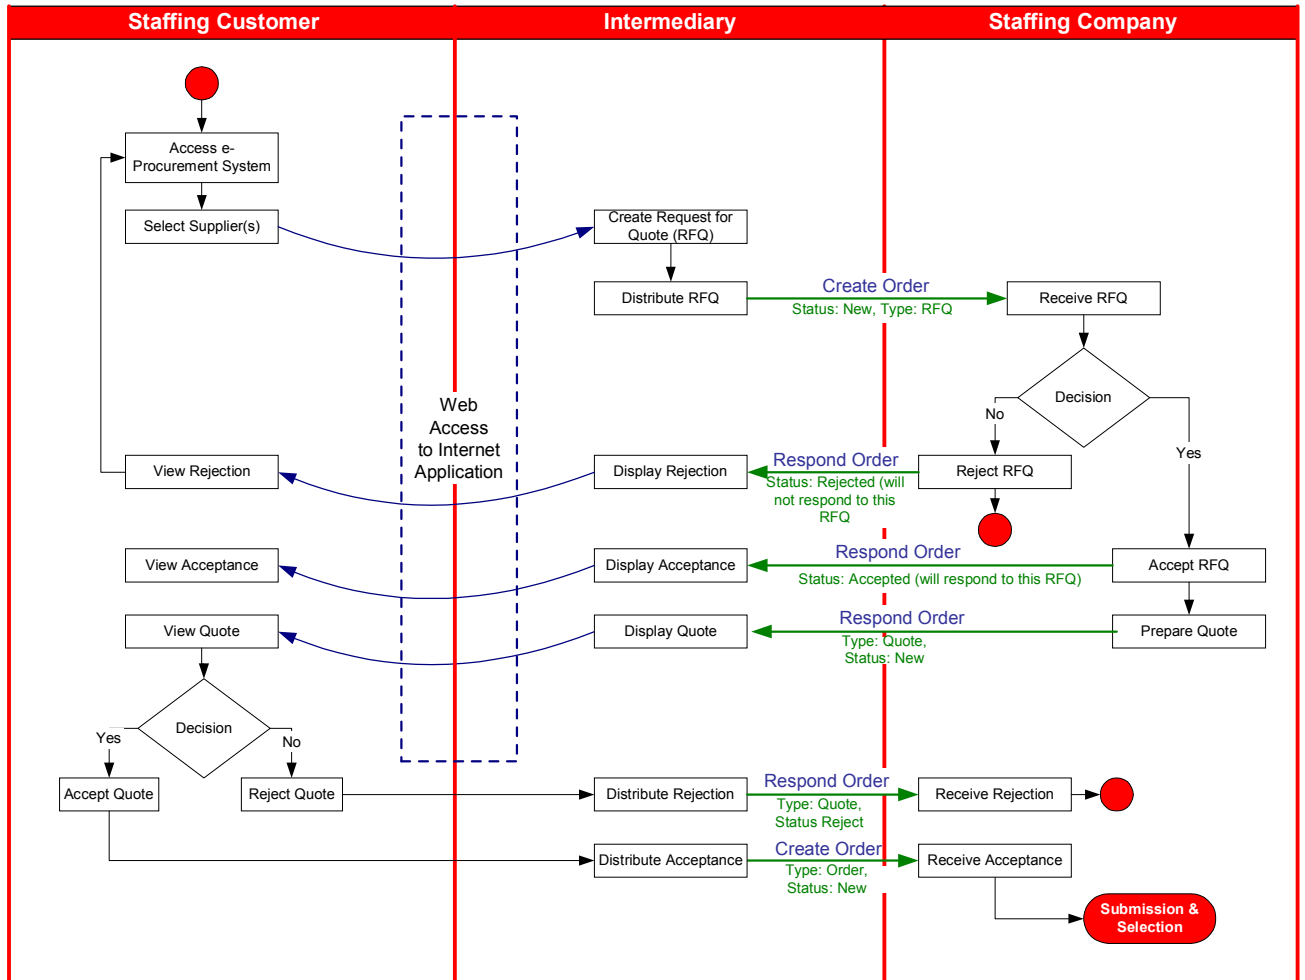 Staffing Customer
Intermediary
Staffing Company
Access e-
Procurement System
Select Supplier(s)
Create Request for
Quote (RFQ)
Distribute RFQ
Create Order
Status: New, Type: RFQ
Receive RFQ
Decision
No
Yes
Web
Access
to Internet
Application
View Rejection
Display Rejection
Respond Order
Status: Rejected (will
not respond to this
RFQ
Reject RFQ
View Acceptance
Display Acceptance
Respond Order
Status: Accepted (will respond to this RFQ)
Accept RFQ
View Quote
Display Quote
Respond Order
Type: Quote,
Status: New
Prepare Quote
Decision
Yes
No
Accept Quote
Reject Quote
Distribute Rejection
Respond Order
Type: Quote,
Status Reject
Receive Rejection
Distribute Acceptance
Create Order
Type: Order,
Status: New
Receive Acceptance
Submission &
Selection